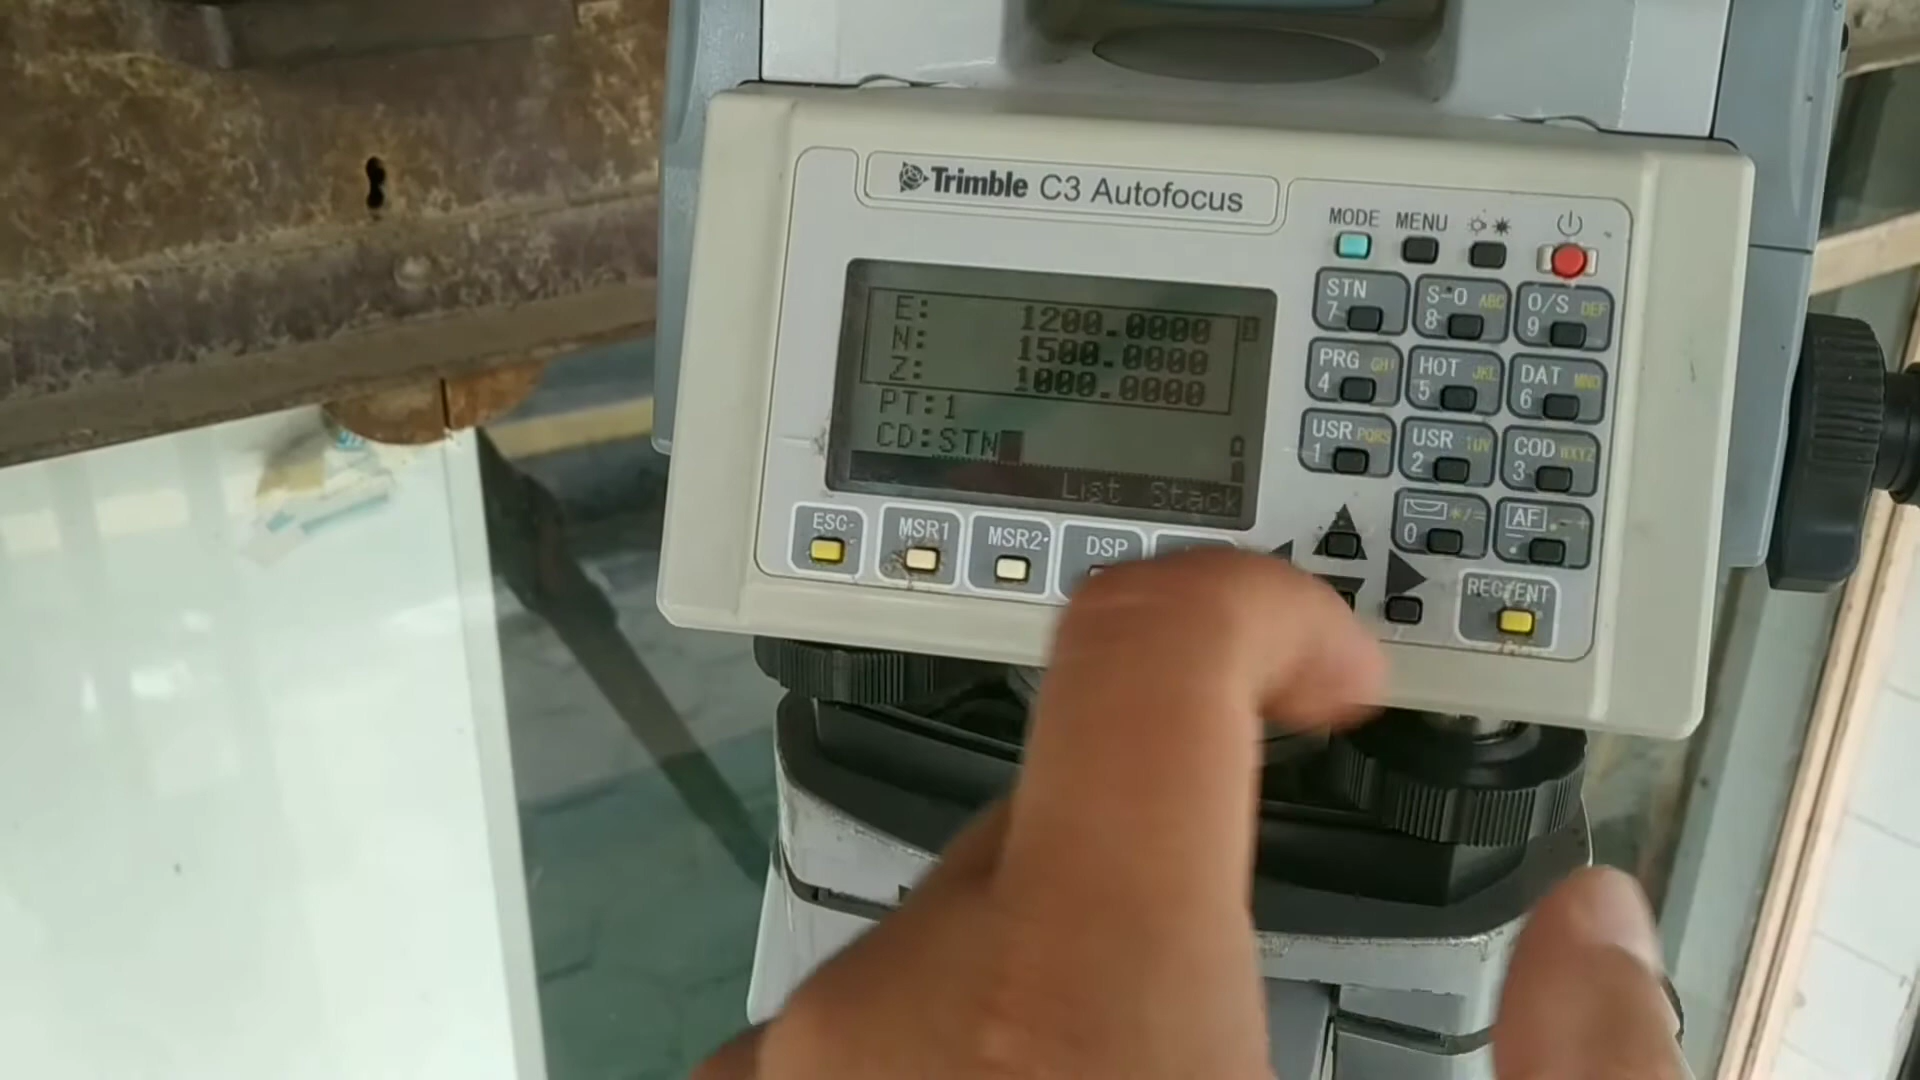 Trimble C3 Autofocus
MODE MENU
E: 1200.0000
N: 1500.0000
Z: 1000.0000
PT:1
CD:STN
List Stack
STN
7
S-O ABC
8
O/S DEF
9
PRG GHI
4
HOT JKL
5
DAT MNO
6
USR PQRS
1
USR TUV
2
COD WXYZ
3
0 */=
AF .-+
ESC
MSR1
MSR2
DSP
REC/ENT